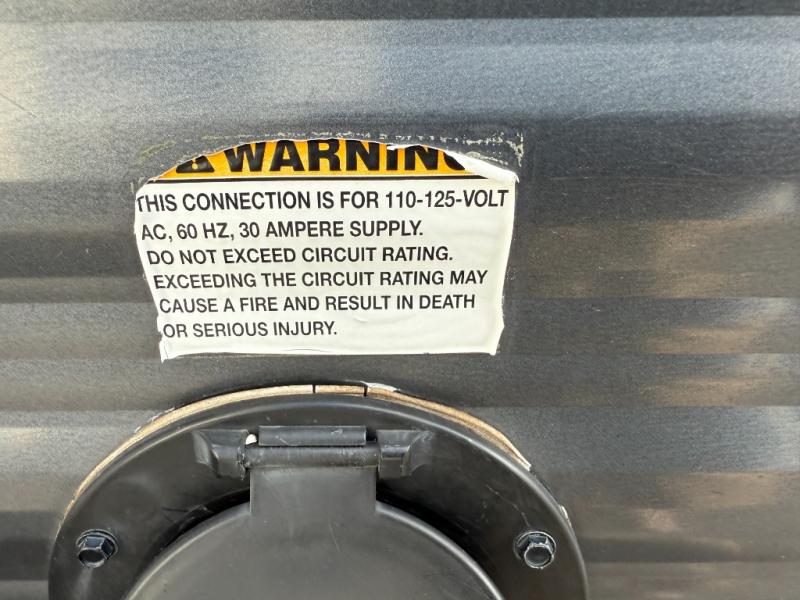 WARNING
THIS CONNECTION IS FOR 110-125-VOLT
AC, 60 HZ, 30 AMPERE SUPPLY.
DO NOT EXCEED CIRCUIT RATING.
EXCEEDING THE CIRCUIT RATING MAY
CAUSE A FIRE AND RESULT IN DEATH
OR SERIOUS INJURY.